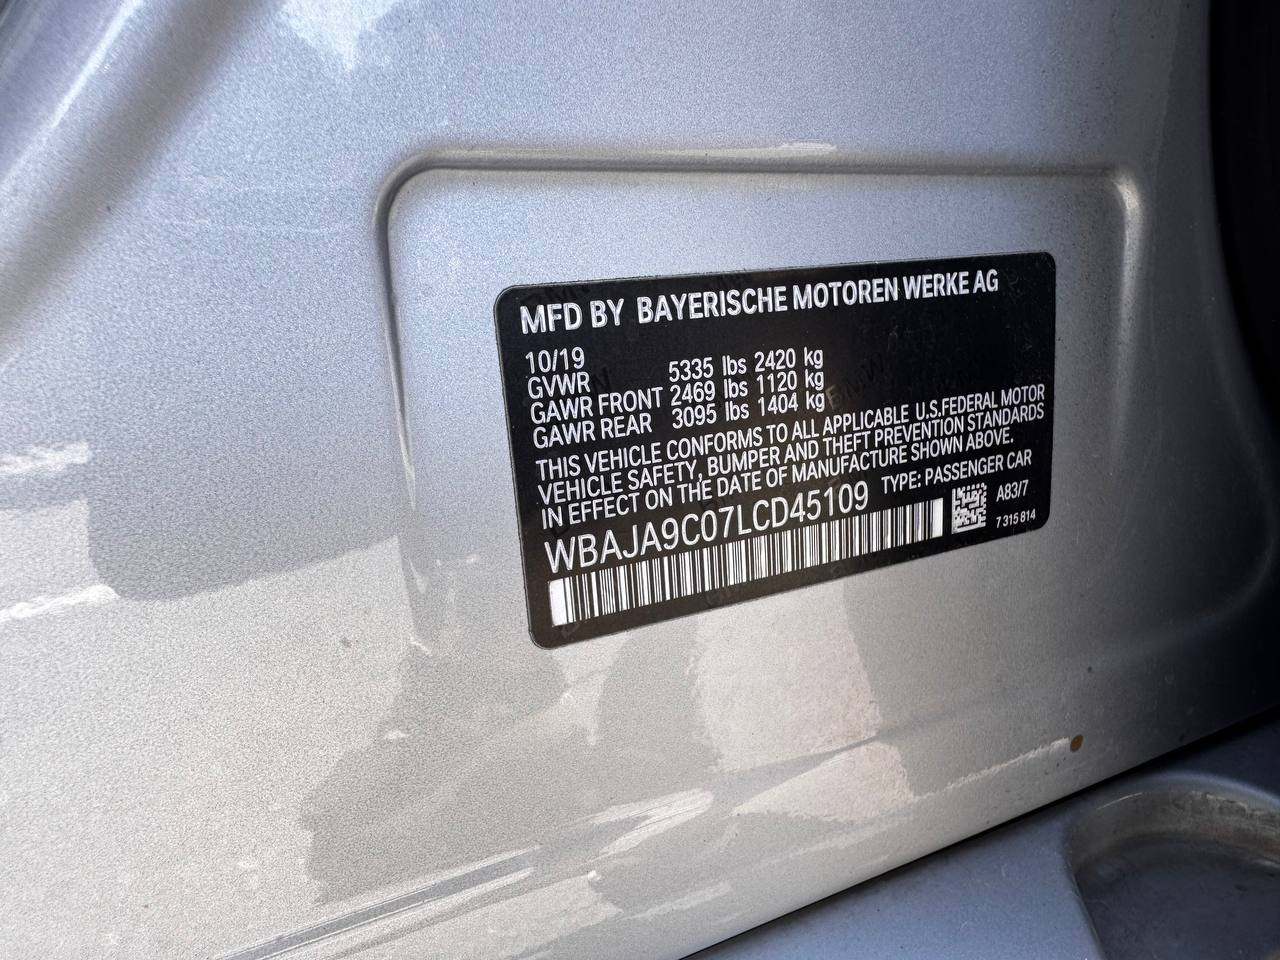 MFD BY BAYERISCHE MOTOREN WERKE AG
10/19
GVWR 5335 lbs 2420 kg
GAWR FRONT 2469 lbs 1120 kg
GAWR REAR 3095 lbs 1404 kg
THIS VEHICLE CONFORMS TO ALL APPLICABLE U.S.FEDERAL MOTOR
VEHICLE SAFETY, BUMPER AND THEFT PREVENTION STANDARDS
IN EFFECT ON THE DATE OF MANUFACTURE SHOWN ABOVE.
WBAJA9C07LCD45109 TYPE: PASSENGER CAR
A83/7
7 315 814